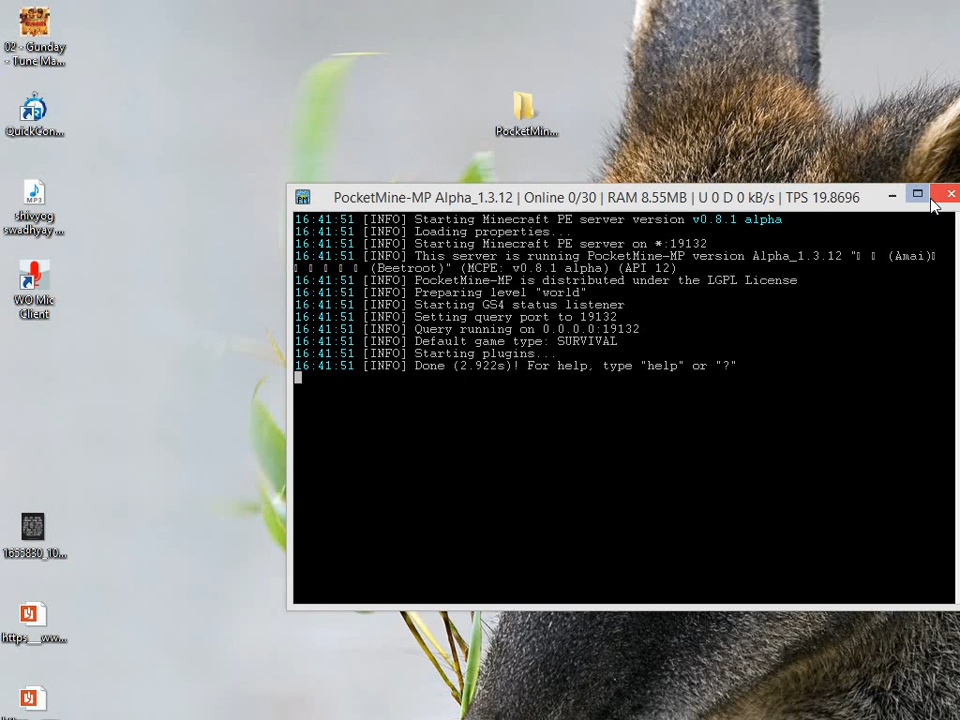 02 - Gunday
- Tune Ma...
QuickCon...
shivyog
swadhyay ...
WO Mic
Client
1653830_10...
https__ww...
PocketMin...
PocketMine-MP Alpha_1.3.12 | Online 0/30 | RAM 8.55MB | U 0 D 0 kB/s | TPS 19.8696
16:41:51 [INFO] Starting Minecraft PE server version v0.8.1 alpha
16:41:51 [INFO] Loading properties...
16:41:51 [INFO] Starting Minecraft PE server on *:19132
16:41:51 [INFO] This server is running PocketMine-MP version Alpha_1.3.12 "▯ ▯ (Amai)▯
▯ ▯ ▯ ▯ ▯ (Beetroot)" (MCPE: v0.8.1 alpha) (API 12)
16:41:51 [INFO] PocketMine-MP is distributed under the LGPL License
16:41:51 [INFO] Preparing level "world"
16:41:51 [INFO] Starting GS4 status listener
16:41:51 [INFO] Setting query port to 19132
16:41:51 [INFO] Query running on 0.0.0.0:19132
16:41:51 [INFO] Default game type: SURVIVAL
16:41:51 [INFO] Starting plugins...
16:41:51 [INFO] Done (2.922s)! For help, type "help" or "?"